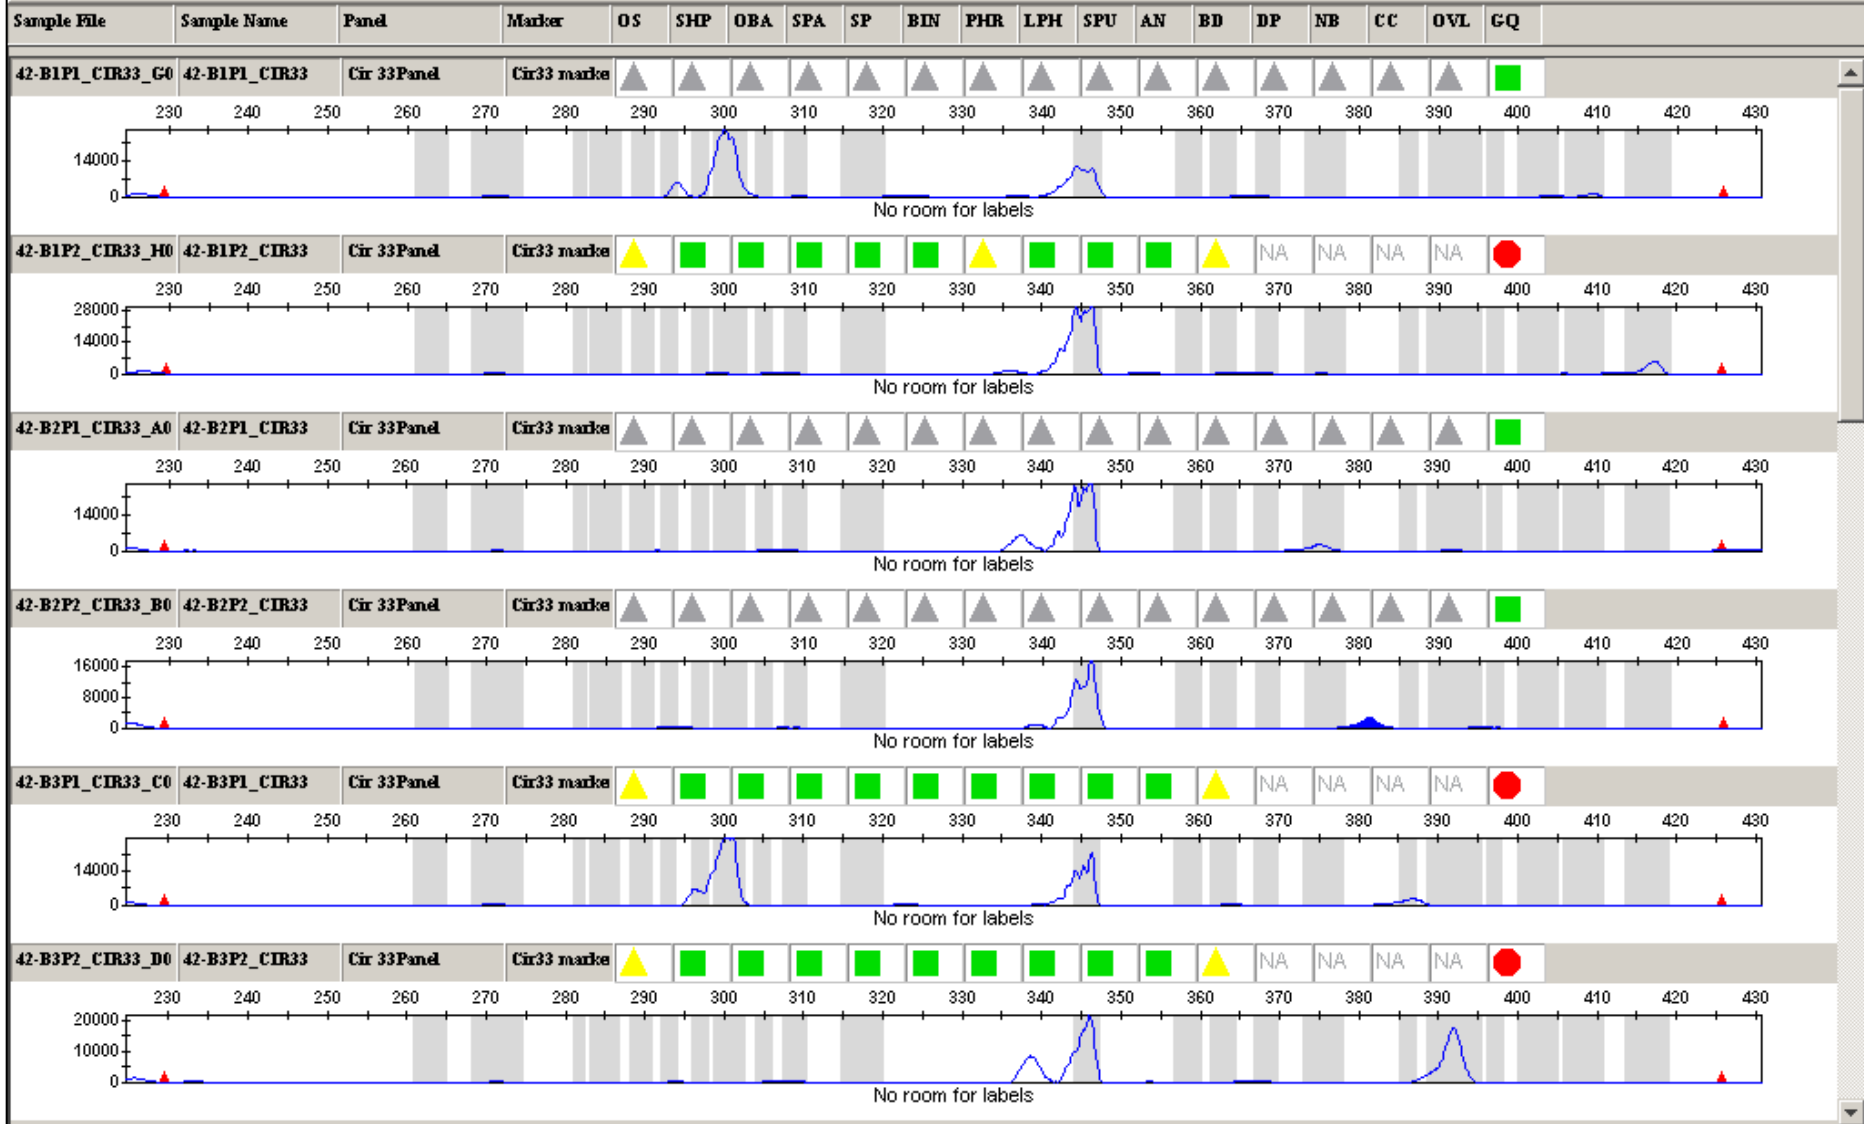 Sample File Sample Name Panel Marker OS SHP OBA SPA SP BIN PHR LPH SPU AN BD DP NB CC OVL GQ
42-B1P1_CIR33_G0 42-B1P1_CIR33 Cir 33Panel Cir33 marke
230 240 250 260 270 280 290 300 310 320 330 340 350 360 370 380 390 400 410 420 430
14000
0
No room for labels
42-B1P2_CIR33_H0 42-B1P2_CIR33 Cir 33Panel Cir33 marke NA NA NA NA
230 240 250 260 270 280 290 300 310 320 330 340 350 360 370 380 390 400 410 420 430
28000
14000
0
No room for labels
42-B2P1_CIR33_A0 42-B2P1_CIR33 Cir 33Panel Cir33 marke
230 240 250 260 270 280 290 300 310 320 330 340 350 360 370 380 390 400 410 420 430
14000
0
No room for labels
42-B2P2_CIR33_B0 42-B2P2_CIR33 Cir 33Panel Cir33 marke
230 240 250 260 270 280 290 300 310 320 330 340 350 360 370 380 390 400 410 420 430
16000
8000
0
No room for labels
42-B3P1_CIR33_C0 42-B3P1_CIR33 Cir 33Panel Cir33 marke NA NA NA NA
230 240 250 260 270 280 290 300 310 320 330 340 350 360 370 380 390 400 410 420 430
14000
0
No room for labels
42-B3P2_CIR33_D0 42-B3P2_CIR33 Cir 33Panel Cir33 marke NA NA NA NA
230 240 250 260 270 280 290 300 310 320 330 340 350 360 370 380 390 400 410 420 430
20000
10000
0
No room for labels